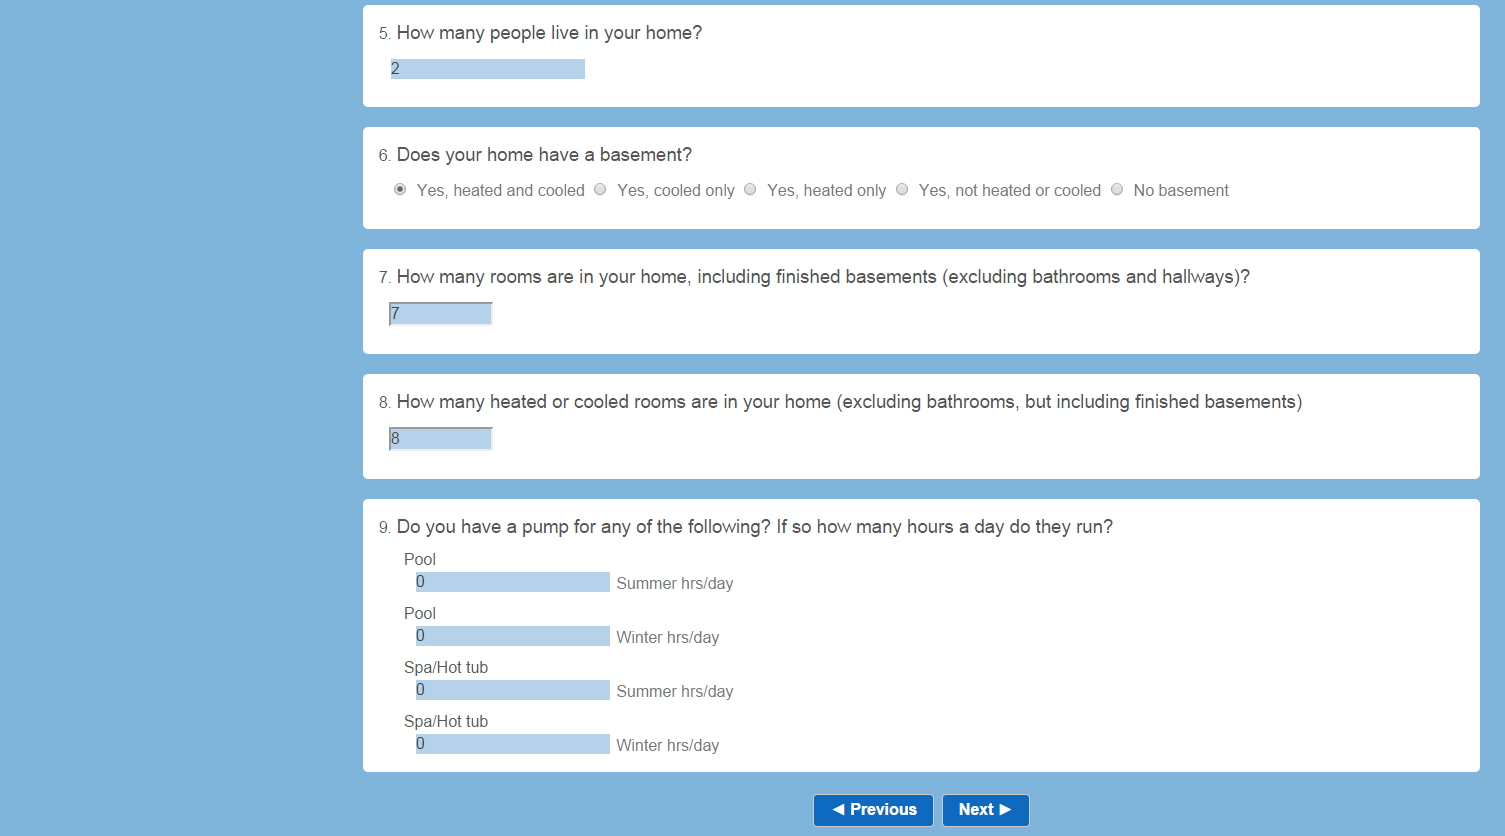 5. How many people live in your home?
2
6. Does your home have a basement?
Yes, heated and cooled Yes, cooled only Yes, heated only Yes, not heated or cooled No basement
7. How many rooms are in your home, including finished basements (excluding bathrooms and hallways)?
7
8. How many heated or cooled rooms are in your home (excluding bathrooms, but including finished basements)
8
9. Do you have a pump for any of the following? If so how many hours a day do they run?
Pool
0 Summer hrs/day
Pool
0 Winter hrs/day
Spa/Hot tub
0 Summer hrs/day
Spa/Hot tub
0 Winter hrs/day
◄ Previous Next ►